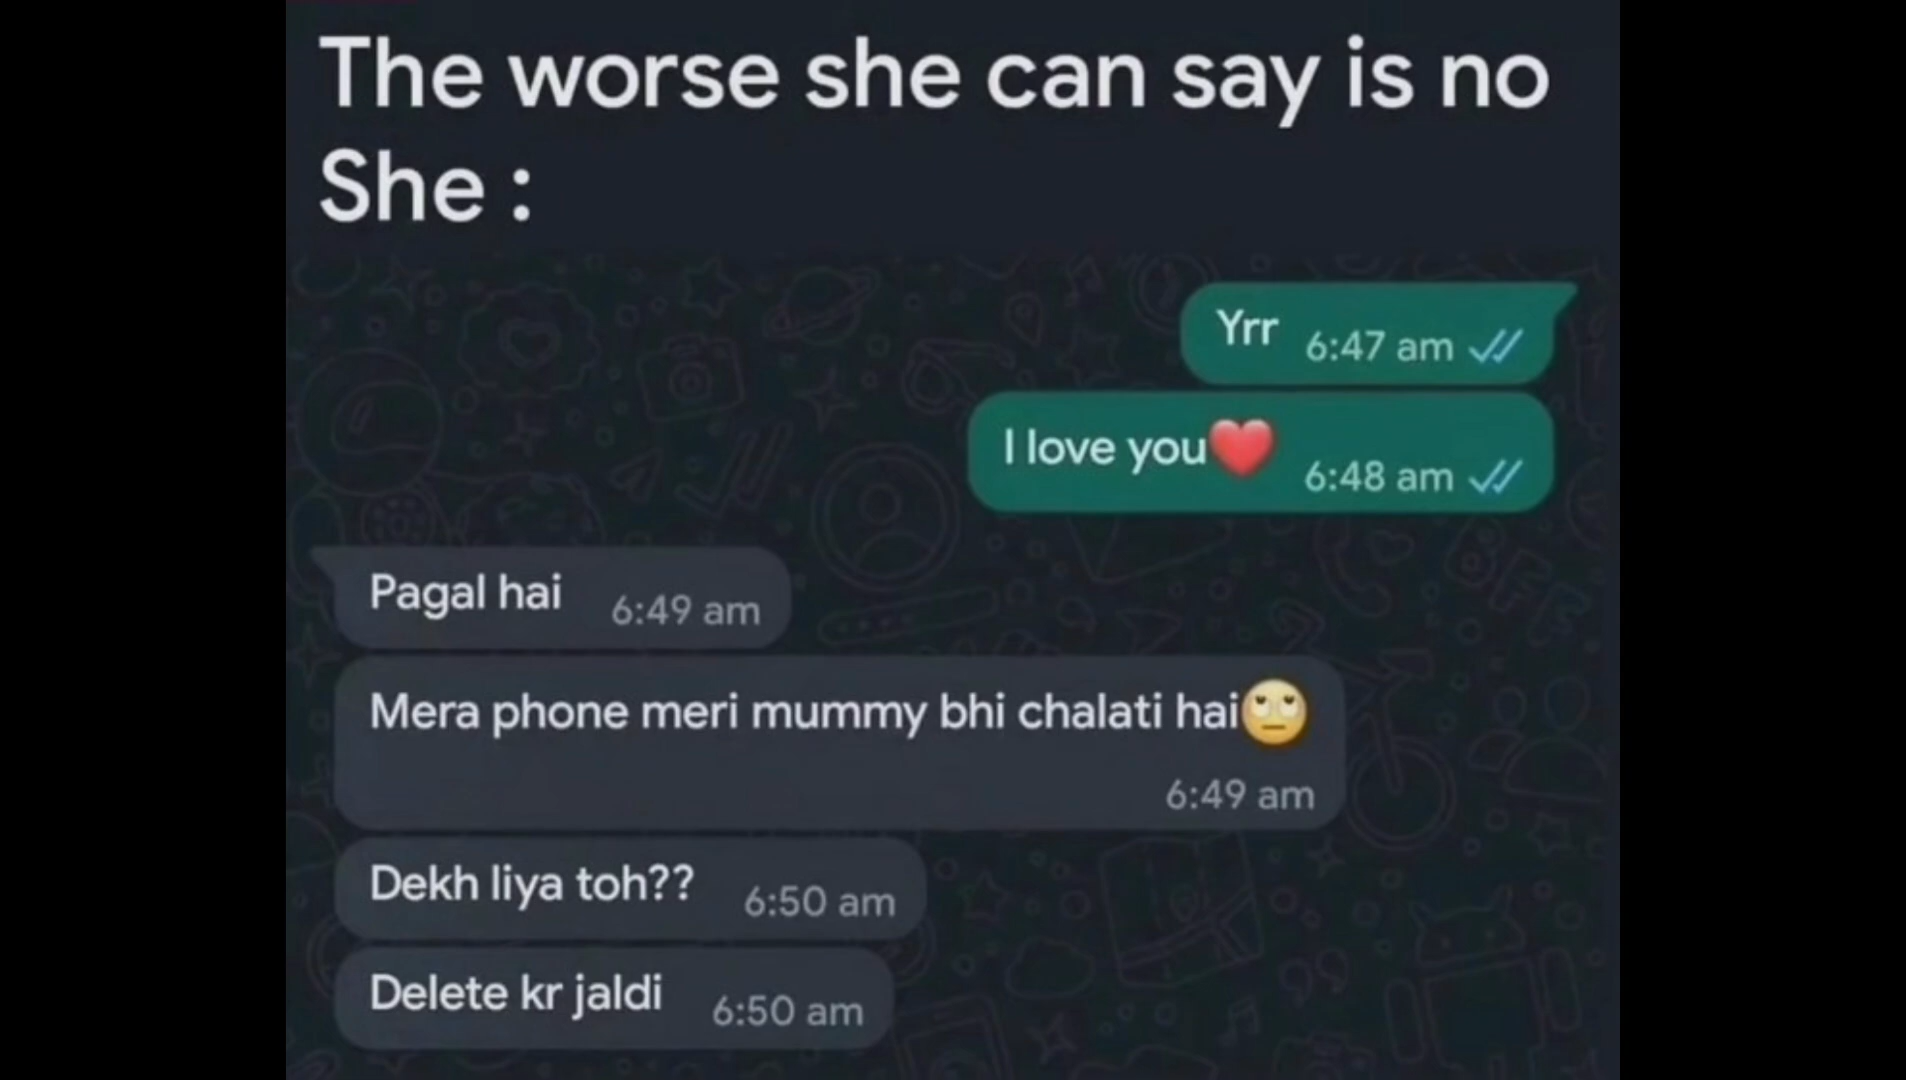 The worse she can say is no
She :
Yrr 6:47 am
I love you❤️ 6:48 am
Pagal hai 6:49 am
Mera phone meri mummy bhi chalati hai🙄
6:49 am
Dekh liya toh?? 6:50 am
Delete kr jaldi 6:50 am